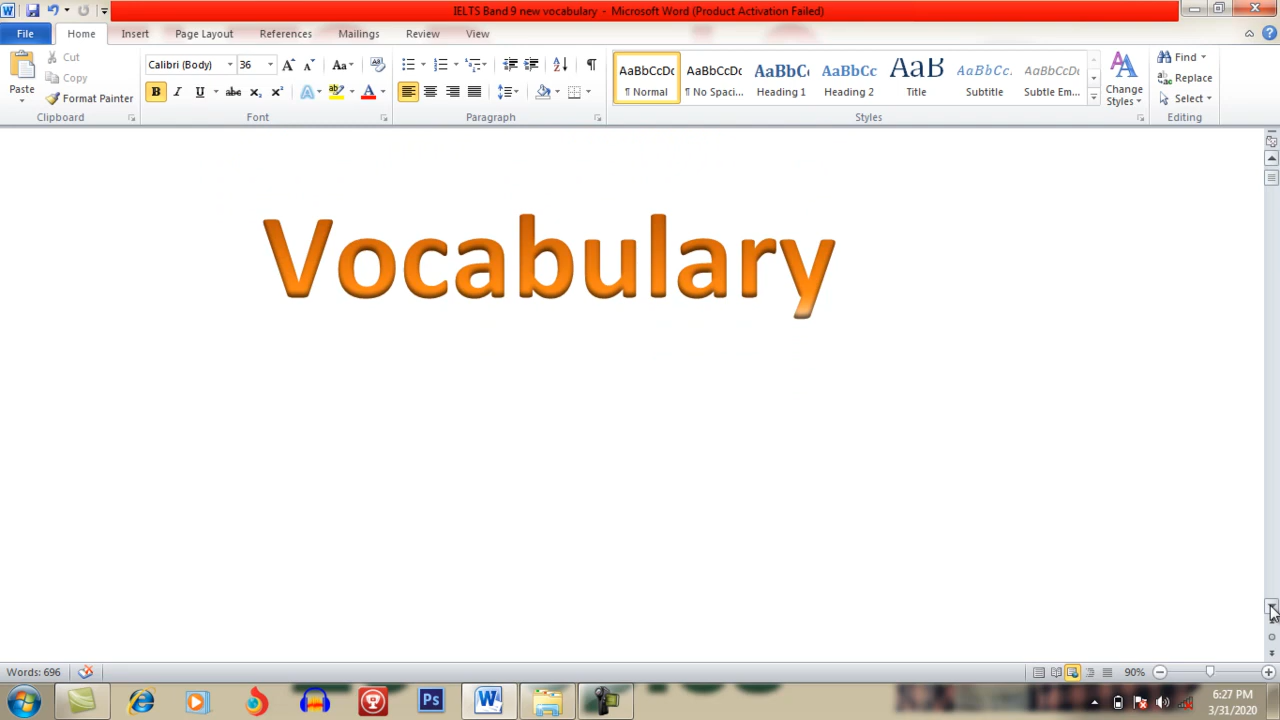 IELTS Band 9 new vocabulary - Microsoft Word (Product Activation Failed)
File Home Insert Page Layout References Mailings Review View
Paste
Cut
Copy
Format Painter
Clipboard
Calibri (Body) 36
Font
Paragraph
AaBbCcDc AaBbCcDc AaBbC AaBbCc AaB AaBbCc. AaBbCcDc
¶ Normal ¶ No Spaci... Heading 1 Heading 2 Title Subtitle Subtle Em...
Styles
Change
Styles
Find
Replace
Select
Editing
Vocabulary
Words: 696
90%
Ps
6:27 PM
3/31/2020